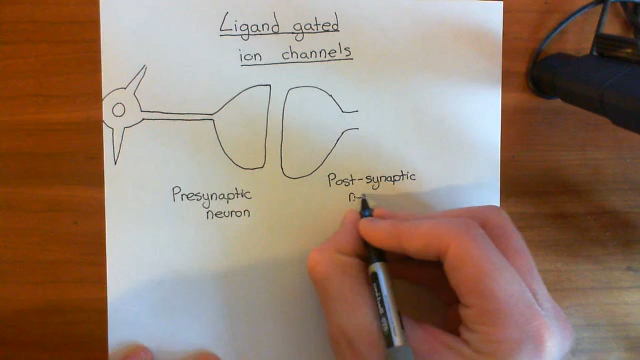 Ligand gated
ion channels
Presynaptic
neuron
Post-synaptic
n